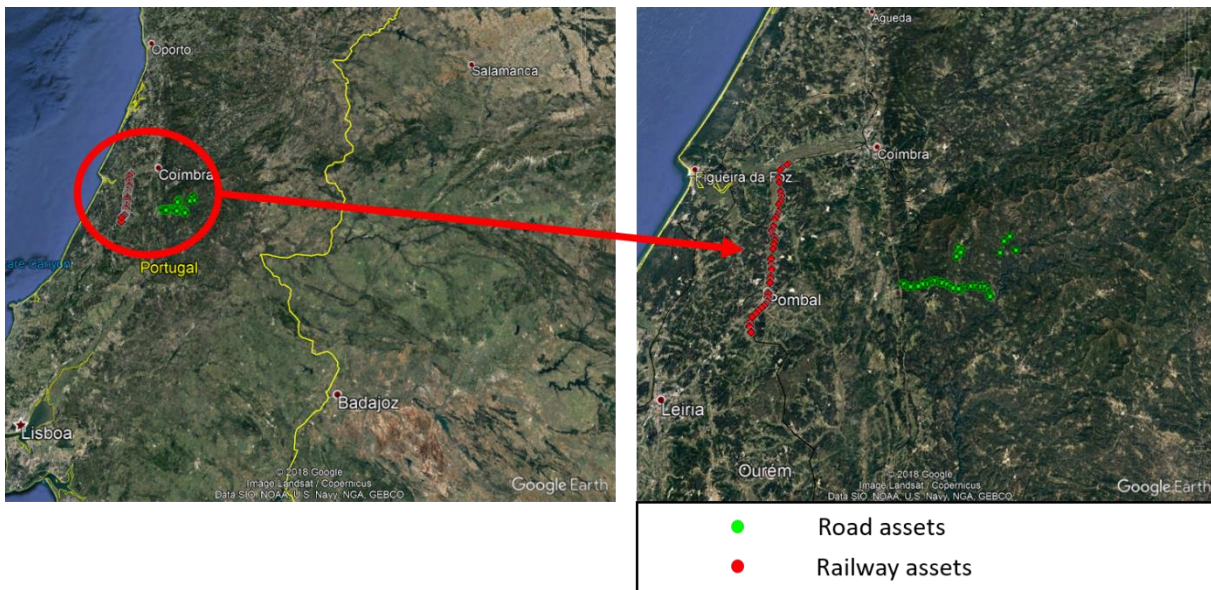 Oporto
Salamanca
Coimbra
Portugal
Badajoz
Lisboa
© 2018 Google
Image Landsat / Copernicus
Data SIO, NOAA, U.S. Navy, NGA, GEBCO
Google Earth
Agueda
Coimbra
Figueira da Foz
Pombal
Leiria
Ourém
© 2018 Google
Image Landsat / Copernicus
Data SIO, NOAA, U.S. Navy, NGA, GEBCO
Google Earth
Road assets
Railway assets